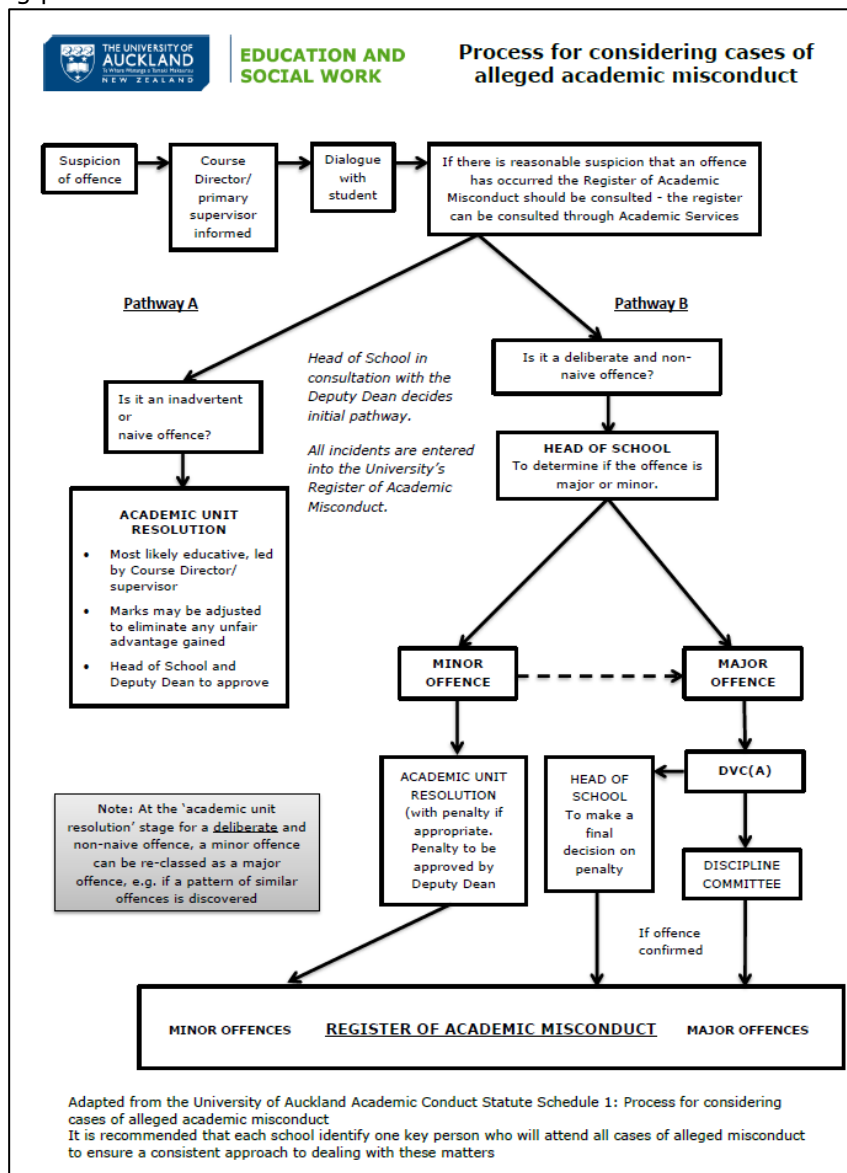 THE UNIVERSITY OF
AUCKLAND
Te Whare Wānanga o Tāmaki Makaurau
NEW ZEALAND
EDUCATION AND
SOCIAL WORK
Process for considering cases of
alleged academic misconduct
Suspicion
of offence
Course
Director/
primary
supervisor
informed
Dialogue
with
student
If there is reasonable suspicion that an offence
has occurred the Register of Academic
Misconduct should be consulted - the register
can be consulted through Academic Services
Pathway A
Pathway B
Head of School in
consultation with the
Deputy Dean decides
initial pathway.
All incidents are entered
into the University's
Register of Academic
Misconduct.
Is it an inadvertent
or
naive offence?
Is it a deliberate and non-
naive offence?
HEAD OF SCHOOL
To determine if the offence is
major or minor.
ACADEMIC UNIT
RESOLUTION
• Most likely educative, led
by Course Director/
supervisor
• Marks may be adjusted
to eliminate any unfair
advantage gained
• Head of School and
Deputy Dean to approve
MINOR
OFFENCE
MAJOR
OFFENCE
DVC(A)
ACADEMIC UNIT
RESOLUTION
(with penalty if
appropriate.
Penalty to be
approved by
Deputy Dean
HEAD OF
SCHOOL
To make a
final
decision on
penalty
DISCIPLINE
COMMITTEE
Note: At the 'academic unit
resolution' stage for a deliberate and
non-naive offence, a minor offence
can be re-classed as a major
offence, e.g. if a pattern of similar
offences is discovered
If offence
confirmed
MINOR OFFENCES REGISTER OF ACADEMIC MISCONDUCT MAJOR OFFENCES
Adapted from the University of Auckland Academic Conduct Statute Schedule 1: Process for considering
cases of alleged academic misconduct
It is recommended that each school identify one key person who will attend all cases of alleged misconduct
to ensure a consistent approach to dealing with these matters